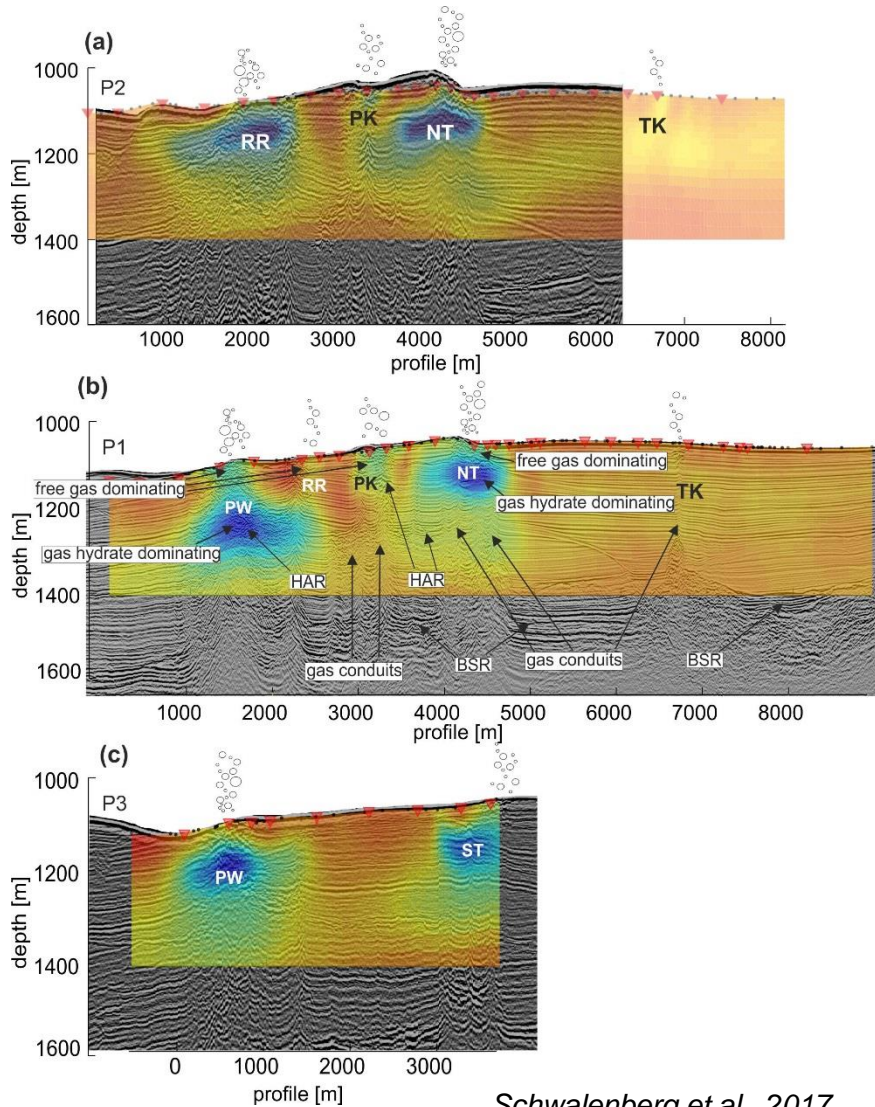 (a)
P2
1000
1200
1400
1600
depth [m]
RR
PK
NT
TK
1000 2000 3000 4000 5000 6000 7000 8000
profile [m]
(b)
P1
1000
1200
1400
1600
depth [m]
free gas dominating
PW
RR
PK
NT
free gas dominating
gas hydrate dominating
TK
gas hydrate dominating
HAR
HAR
gas conduits
BSR
gas conduits
BSR
1000 2000 3000 4000 5000 6000 7000 8000
profile [m]
(c)
P3
1000
1200
1400
1600
depth [m]
PW
ST
0 1000 2000 3000
profile [m]
Schwalenberg et al., 2017